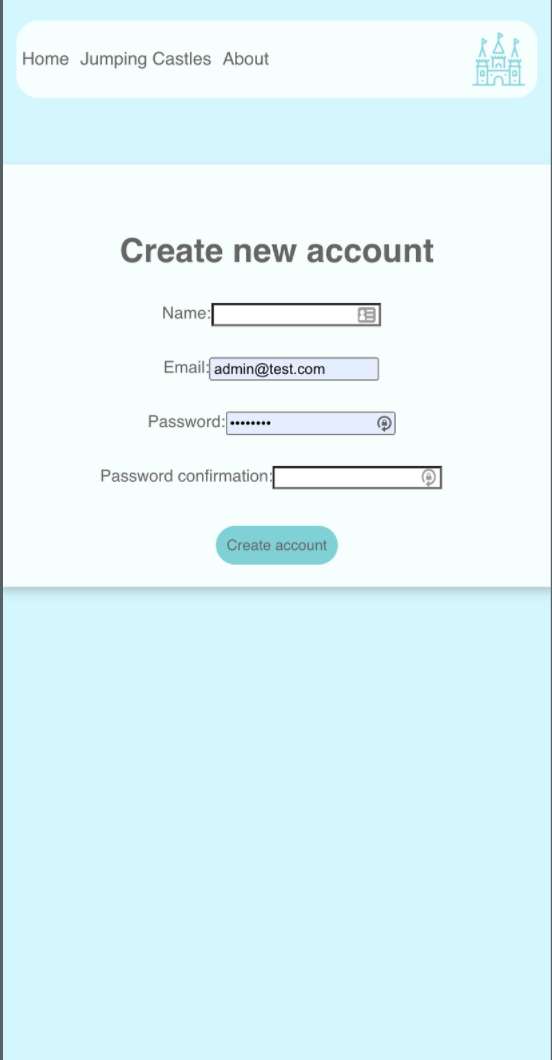 Home Jumping Castles About
Create new account
Name:
Email: admin@test.com
Password: ••••••••
Password confirmation:
Create account